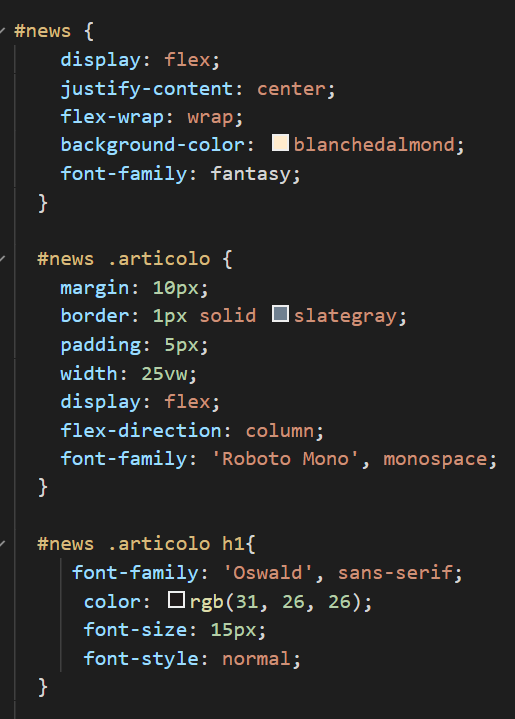 #news {
display: flex;
justify-content: center;
flex-wrap: wrap;
background-color: blanchedalmond;
font-family: fantasy;
}
#news .articolo {
margin: 10px;
border: 1px solid slategray;
padding: 5px;
width: 25vw;
display: flex;
flex-direction: column;
font-family: 'Roboto Mono', monospace;
}
#news .articolo h1{
font-family: 'Oswald', sans-serif;
color: rgb(31, 26, 26);
font-size: 15px;
font-style: normal;
}